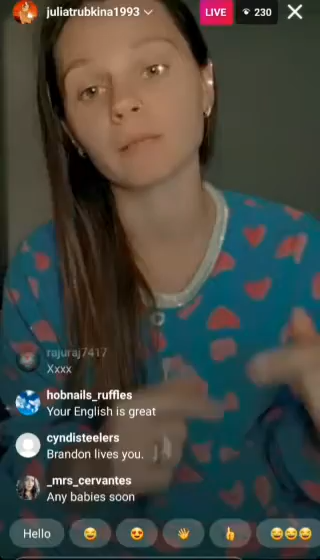 juliatrubkina1993
LIVE
230
rajuraj7417
Xxxx
hobnails_ruffles
Your English is great
cyndisteelers
Brandon lives you.
_mrs_cervantes
Any babies soon
Hello